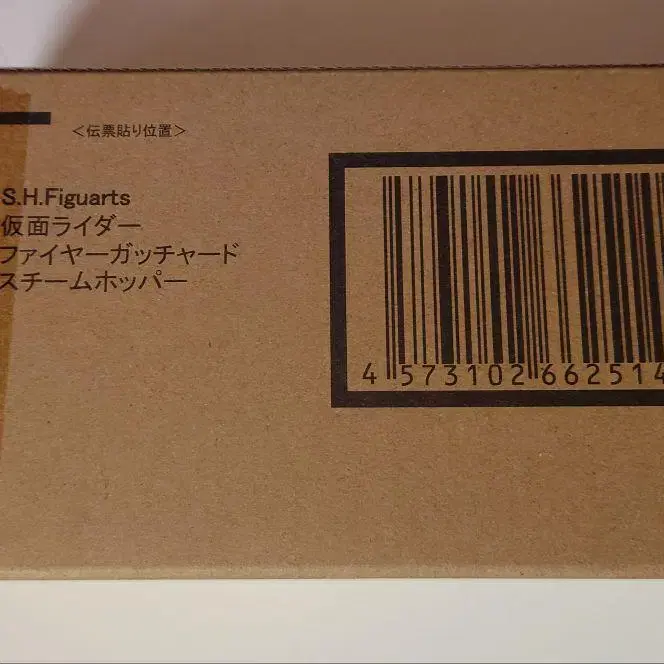 ＜伝票貼り位置＞
S.H.Figuarts
仮面ライダー
ファイヤーガッチャード
スチームホッパー
4 573102 662514